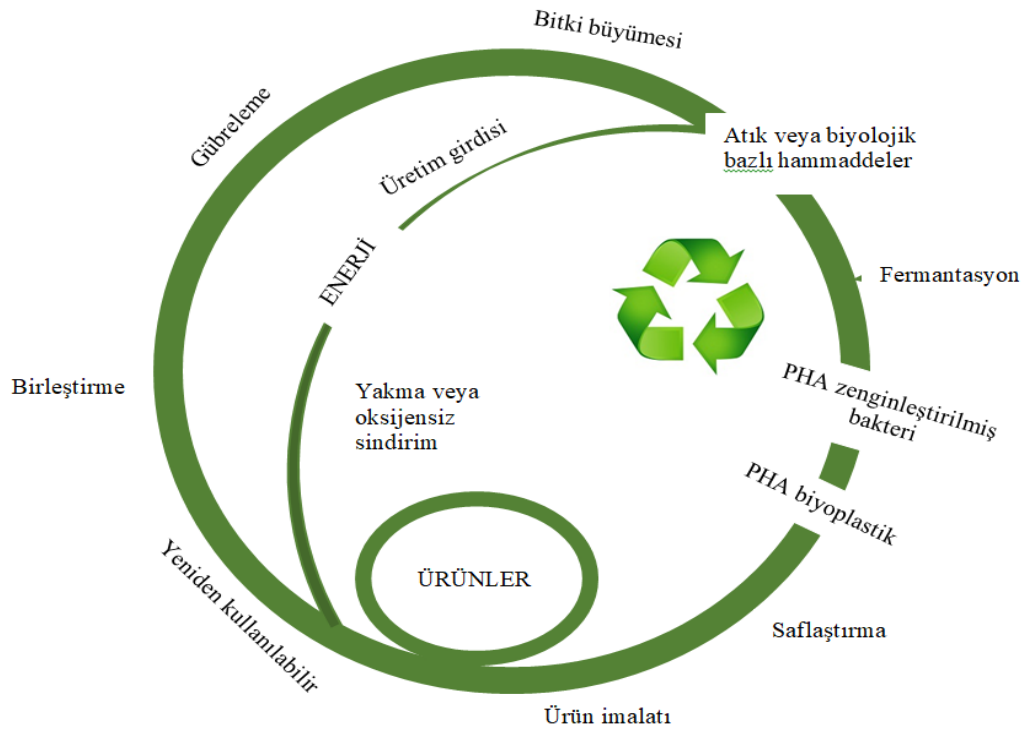 Bitki büyümesi
Gübreleme
Üretim girdisi
Atık veya biyolojik
bazlı hammaddeler
ENERJİ
Fermantasyon
Birleştirme
Yakma veya
oksijensiz
sindirim
PHA zenginleştirilmiş
bakteri
PHA biyoplastik
ÜRÜNLER
Yeniden kullanılabilir
Saflaştırma
Ürün imalatı